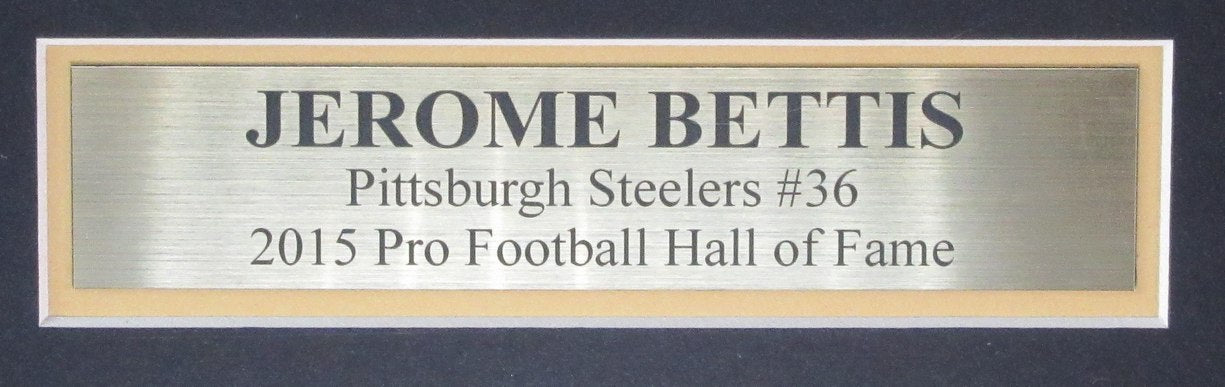 JEROME BETTIS
Pittsburgh Steelers #36
2015 Pro Football Hall of Fame